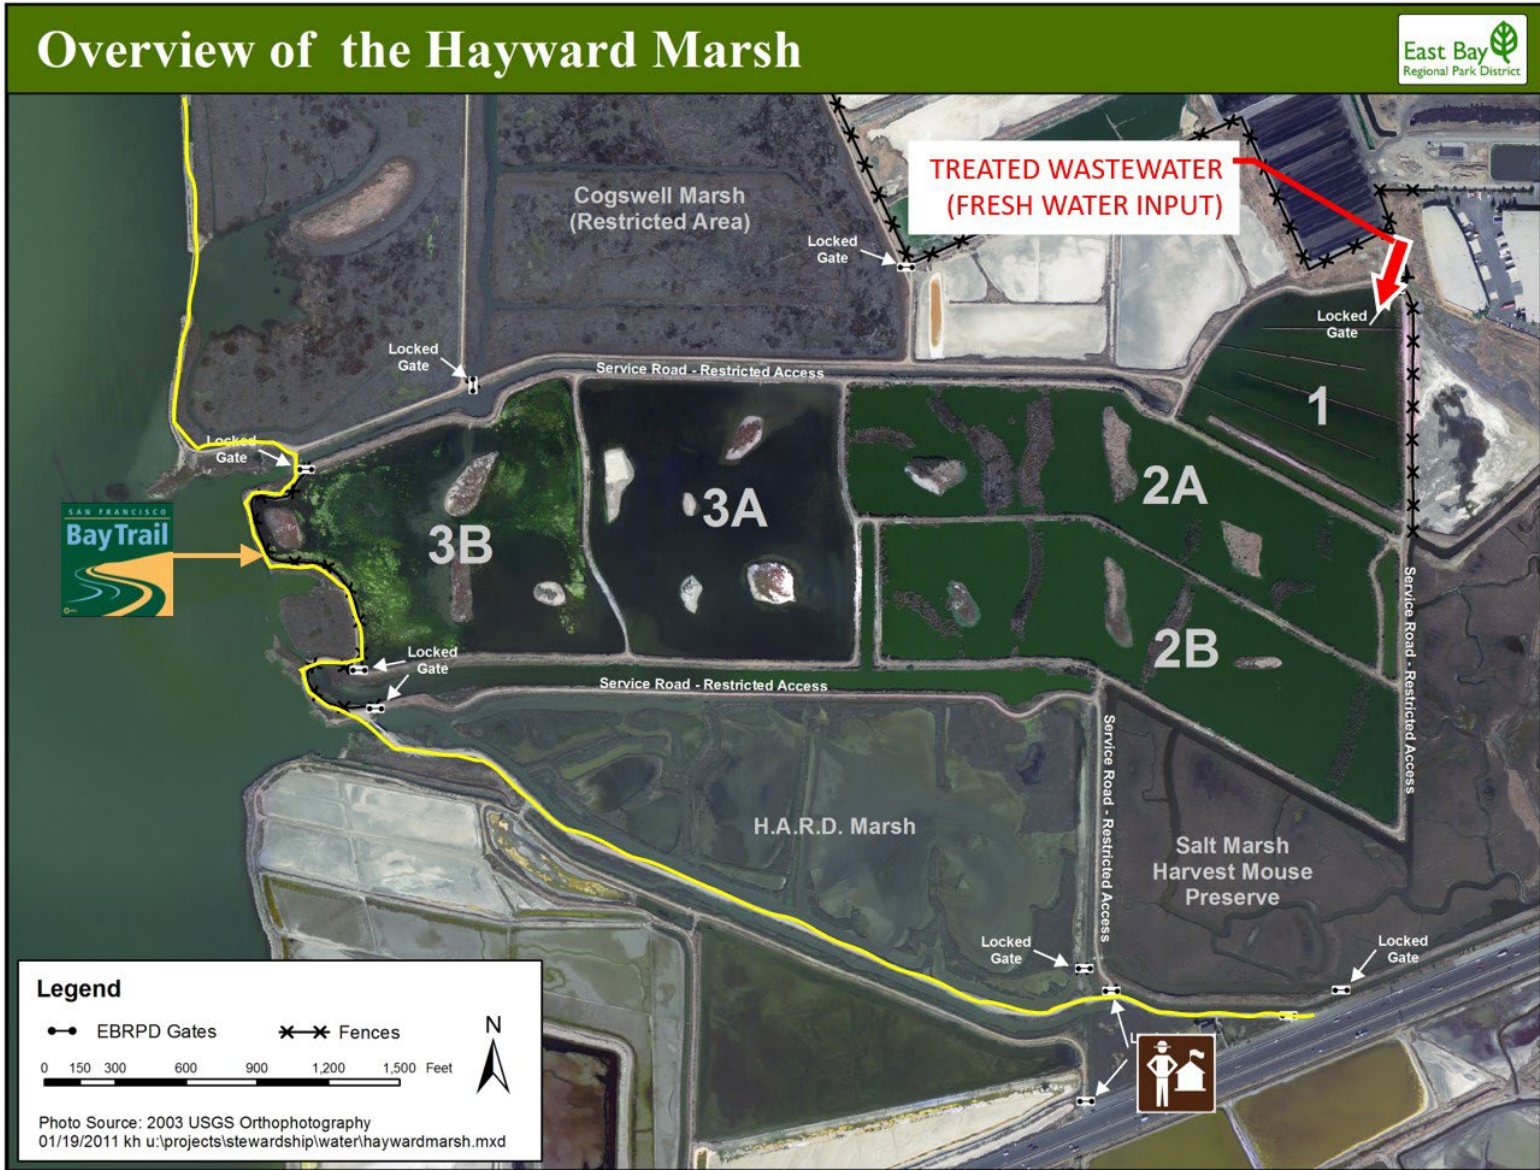 Overview of the Hayward Marsh
East Bay
Regional Park District
TREATED WASTEWATER
(FRESH WATER INPUT)
Cogswell Marsh
(Restricted Area)
Locked
Gate
Locked
Gate
Locked
Gate
Service Road - Restricted Access
1
Locked
Gate
2A
3A
3B
SAN FRANCISCO
Bay Trail
2B
Service Road - Restricted Access
Locked
Gate
Service Road - Restricted Access
Service Road - Restricted Access
H.A.R.D. Marsh
Salt Marsh
Harvest Mouse
Preserve
Locked
Gate
Locked
Gate
Legend
EBRPD Gates
Fences
N
0 150 300 600 900 1,200 1,500 Feet
Photo Source: 2003 USGS Orthophotography
01/19/2011 kh u:\projects\stewardship\water\haywardmarsh.mxd